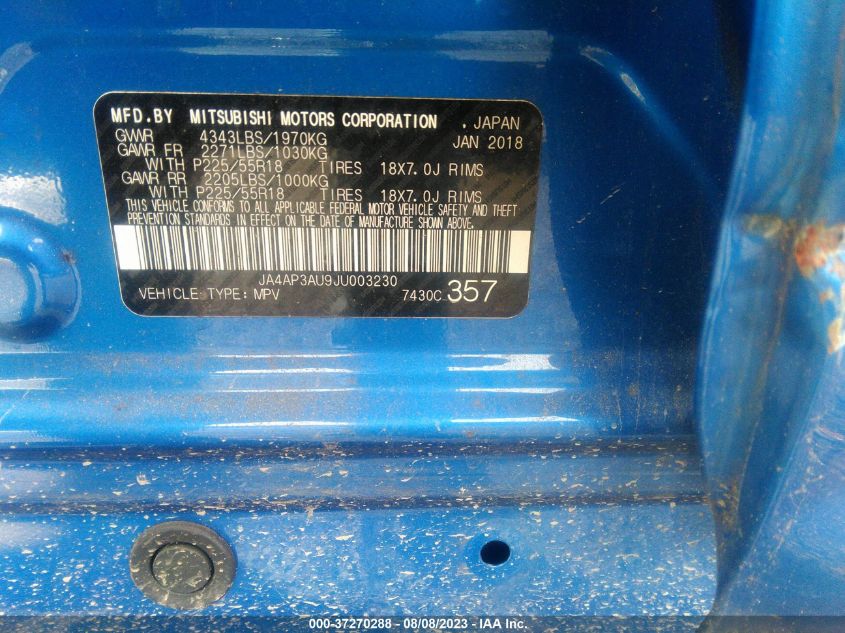 MFD.BY MITSUBISHI MOTORS CORPORATION . JAPAN
GVWR 4343LBS/1970KG JAN 2018
GAWR FR 2271LBS/1030KG
WITH P225/55R18 TIRES 18X7.0J RIMS
GAWR RR 2205LBS/1000KG
WITH P225/55R18 TIRES 18X7.0J RIMS
THIS VEHICLE CONFORMS TO ALL APPLICABLE FEDERAL MOTOR VEHICLE SAFETY AND THEFT
PREVENTION STANDARDS IN EFFECT ON THE DATE OF MANUFACTURE SHOWN ABOVE.
JA4AP3AU9JU003230
VEHICLE TYPE: MPV 7430C 357
000-37270288 - 08/08/2023 - IAA Inc.